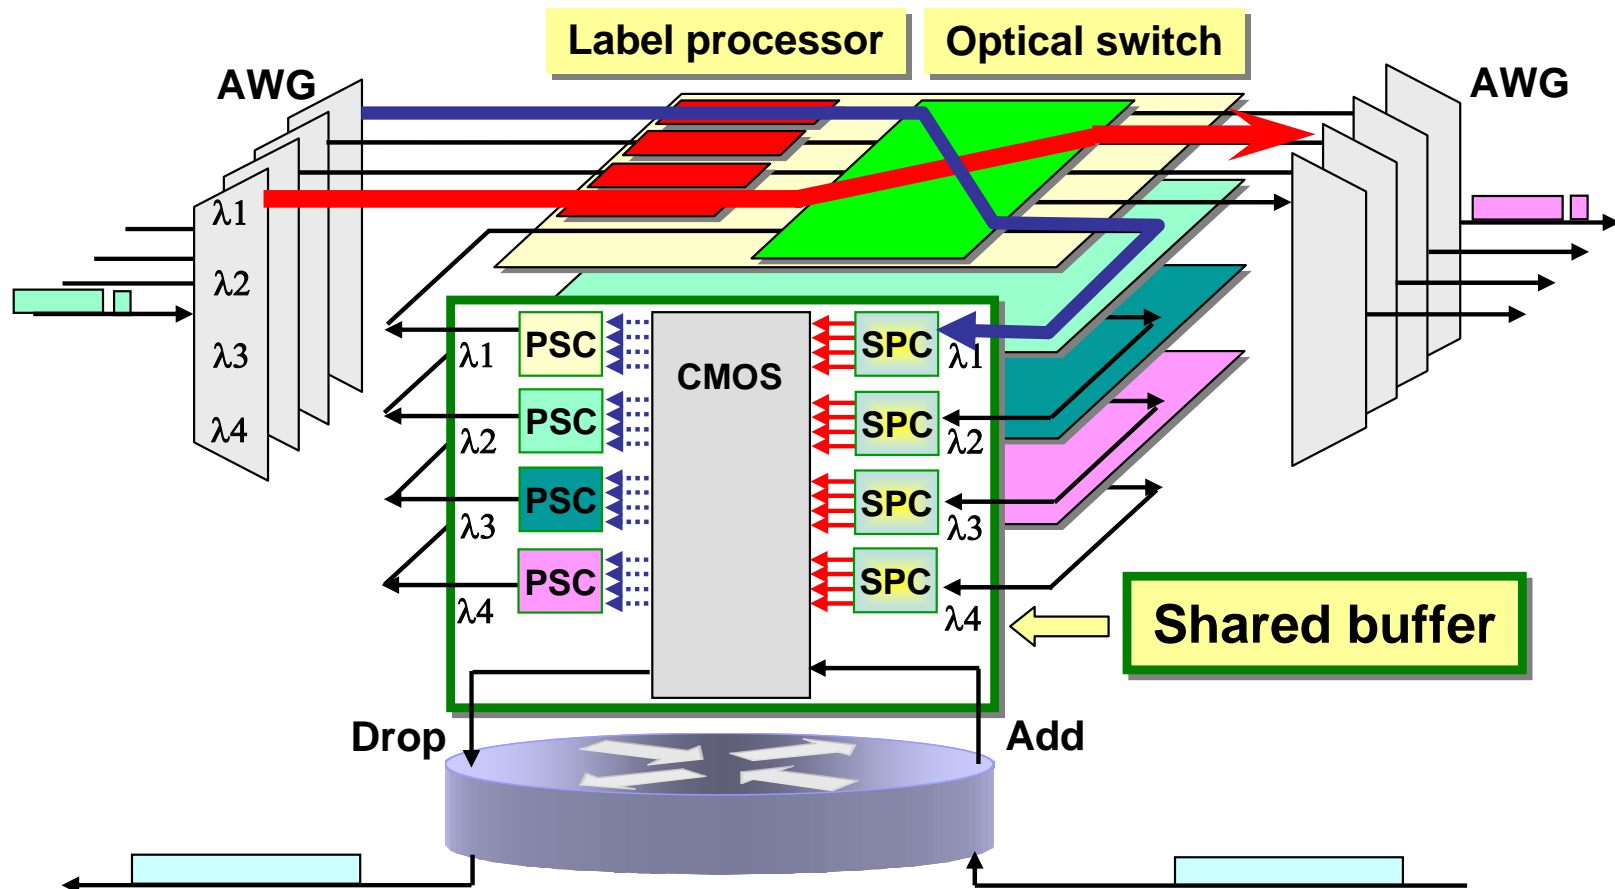 Label processor
Optical switch
AWG
AWG
λ1
λ2
λ3
λ4
PSC
λ1
PSC
λ2
PSC
λ3
PSC
λ4
CMOS
SPC
λ1
SPC
λ2
SPC
λ3
SPC
λ4
Shared buffer
Drop
Add